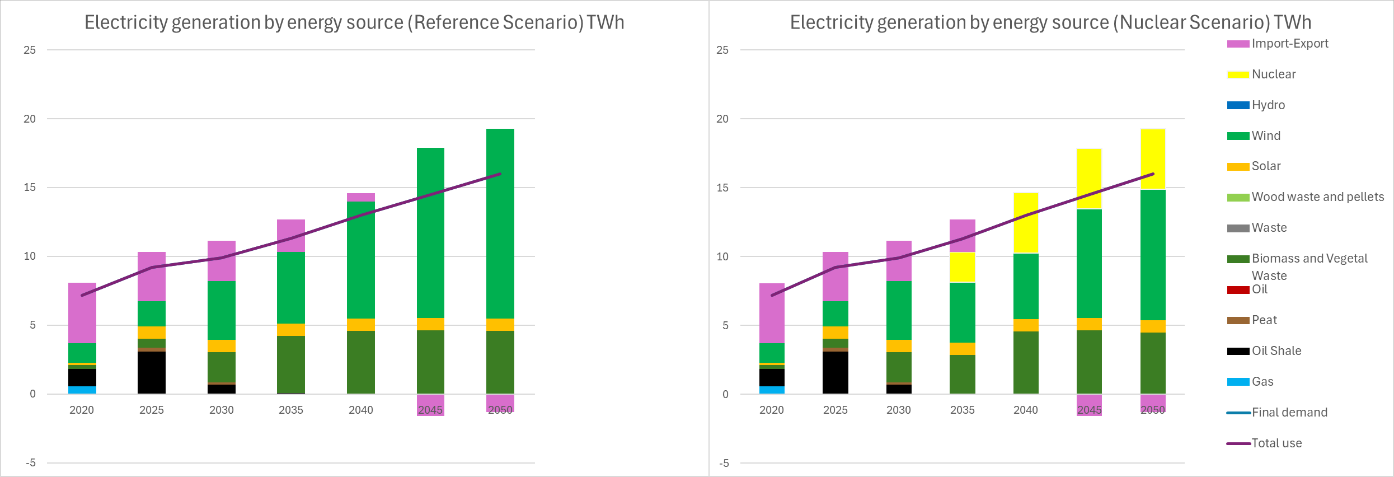 Electricity generation by energy source (Reference Scenario) TWh
25
20
15
10
5
0
-5
2020 2025 2030 2035 2040 2045 2050
Electricity generation by energy source (Nuclear Scenario) TWh
25
20
15
10
5
0
-5
2020 2025 2030 2035 2040 2045 2050
Import-Export
Nuclear
Hydro
Wind
Solar
Wood waste and pellets
Waste
Biomass and Vegetal
Waste
Oil
Peat
Oil Shale
Gas
Final demand
Total use